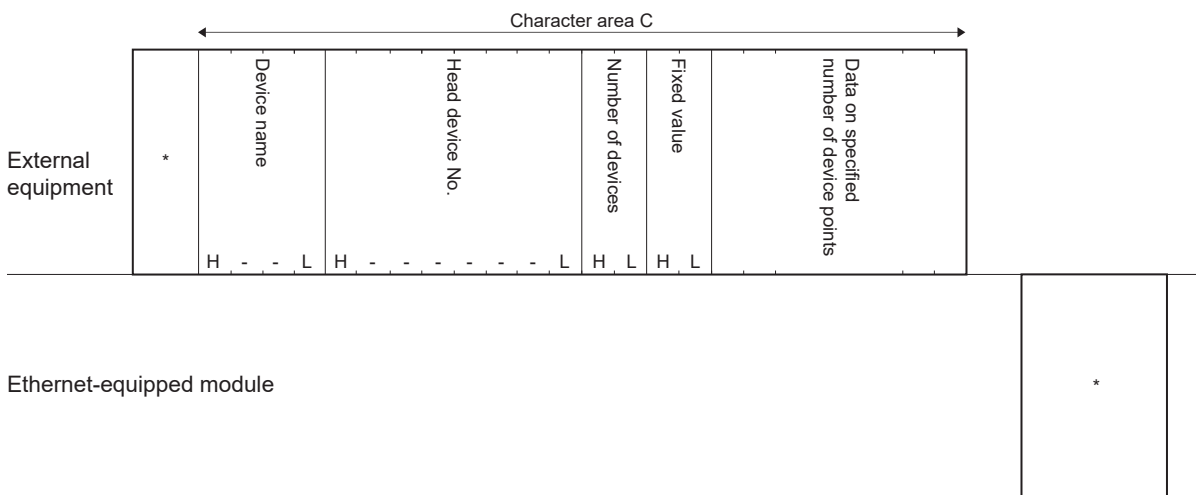 Character area C
External
equipment
*
Device name
Head device No.
Number of devices
Fixed value
Data on specified
number of device points
H - - L H - - - - - - L H L H L
Ethernet-equipped module
*